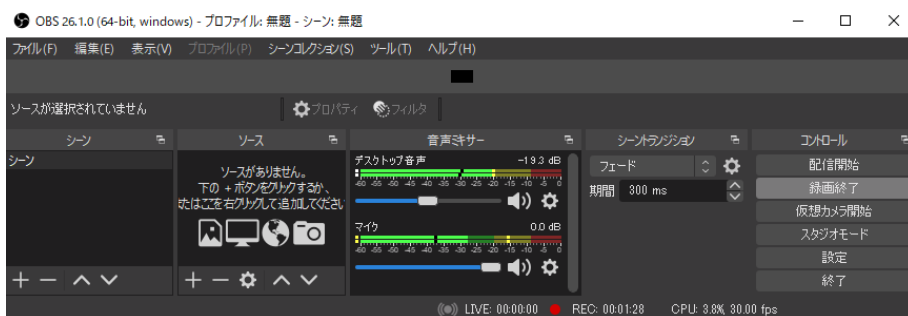 OBS 26.1.0 (64-bit, windows) - プロファイル: 無題 - シーン: 無題
ファイル(F) 編集(E) 表示(V) プロファイル(P) シーンコレクション(S) ツール(T) ヘルプ(H)
ソースが選択されていません プロパティ フィルタ
シーン ソース 音声ミキサー シーントランジション コントロール
シーン
ソースがありません。
下の + ボタンをクリックするか、
たはここを右クリックして追加してください
デスクトップ音声 -19.3 dB
-60 -55 -50 -45 -40 -35 -30 -25 -20 -15 -10 -5 0
マイク 0.0 dB
-60 -55 -50 -45 -40 -35 -30 -25 -20 -15 -10 -5 0
フェード
期間 300 ms
配信開始
録画終了
仮想カメラ開始
スタジオモード
設定
終了
LIVE: 00:00:00 REC: 00:01:28 CPU: 3.8%, 30.00 fps